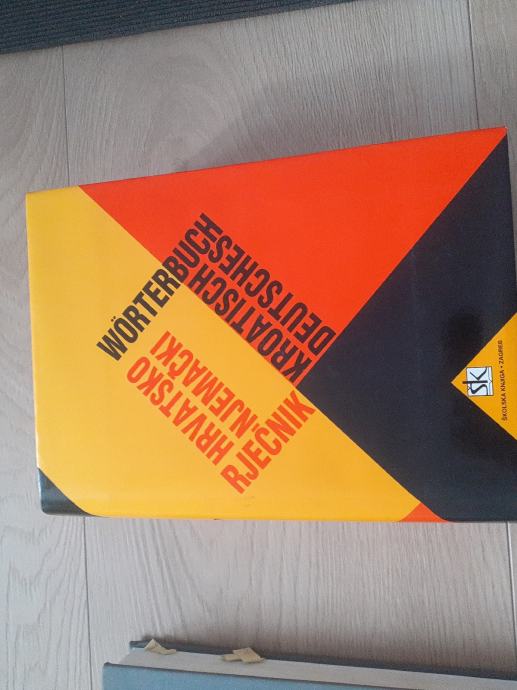 HRVATSKO
NJEMAČKI
RJEČNIK
KROATISCH
DEUTSCHES
WÖRTERBUCH
šk
ŠKOLSKA KNJIGA • ZAGREB